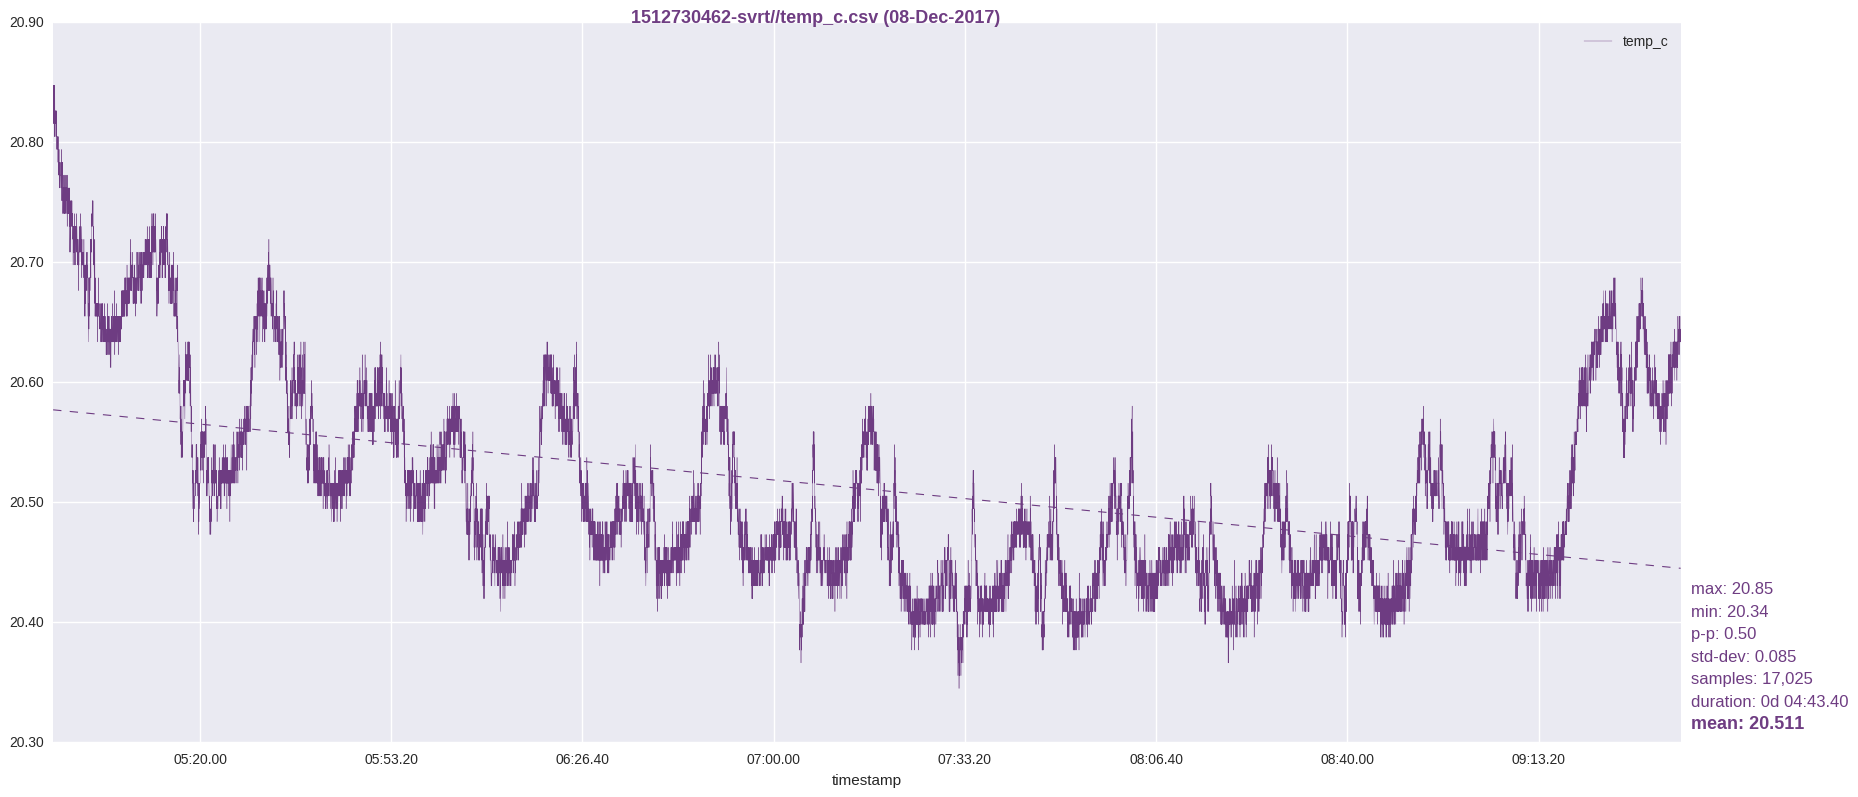 1512730462-svrt//temp_c.csv (08-Dec-2017)
temp_c
20.90
20.80
20.70
20.60
20.50
20.40
20.30
05:20.00 05:53.20 06:26.40 07:00.00 07:33.20 08:06.40 08:40.00 09:13.20
timestamp
max: 20.85
min: 20.34
p-p: 0.50
std-dev: 0.085
samples: 17,025
duration: 0d 04:43.40
mean: 20.511